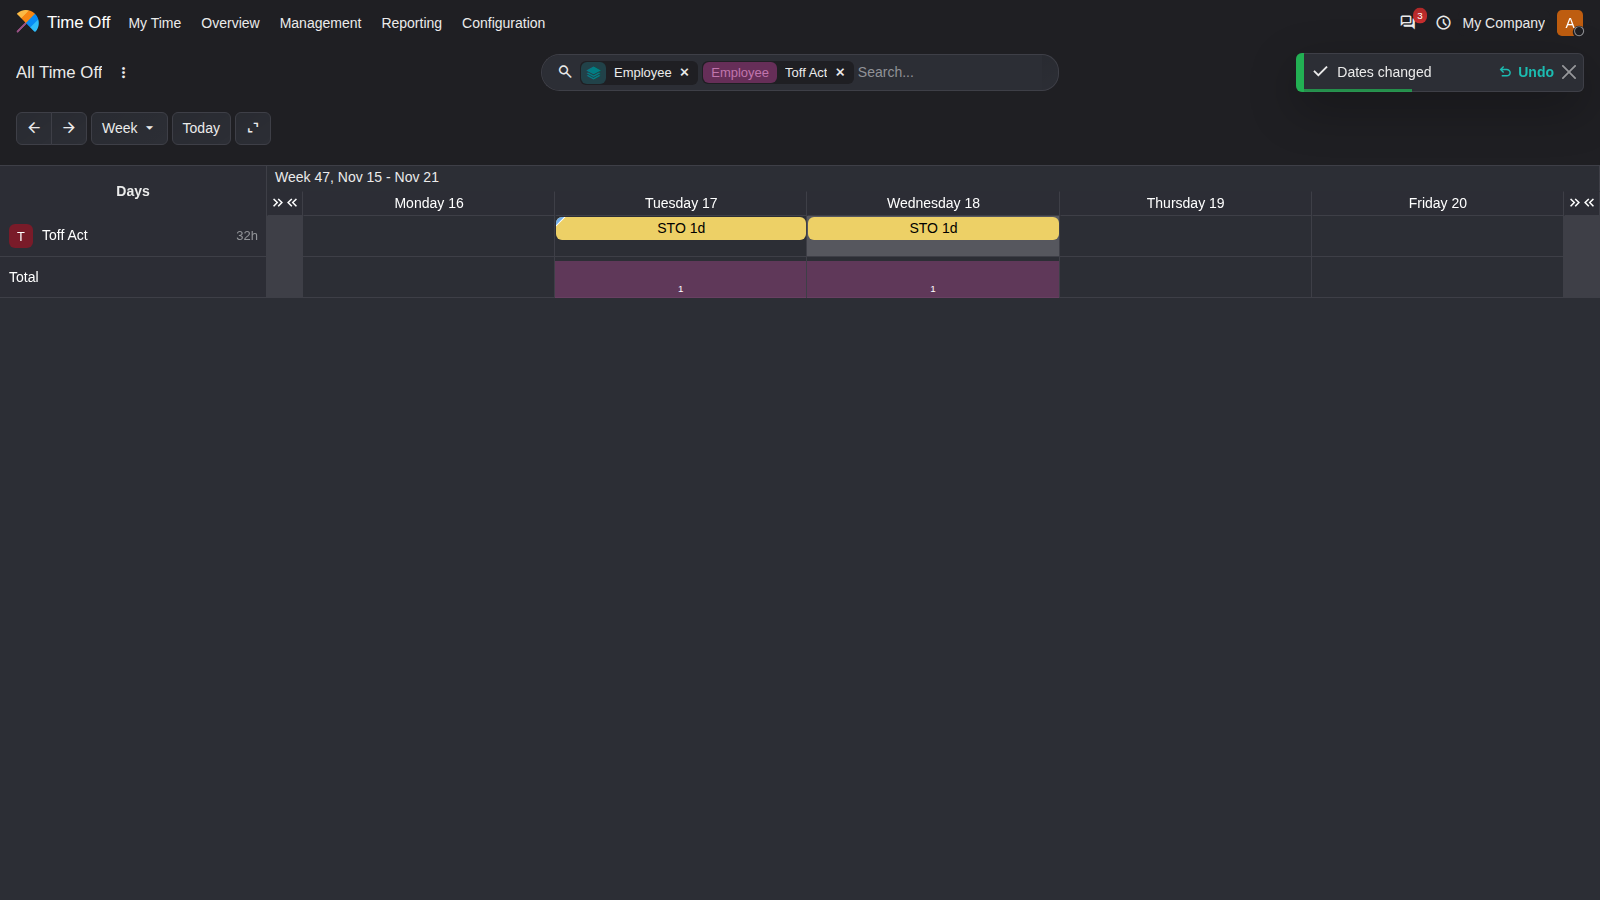 Time Off My Time Overview Management Reporting Configuration 3 My Company A
All Time Off Employee × Employee Toff Act × Search... Dates changed Undo
Week Today
Days Week 47, Nov 15 - Nov 21
Monday 16 Tuesday 17 Wednesday 18 Thursday 19 Friday 20
T Toff Act 32h STO 1d STO 1d
Total 1 1